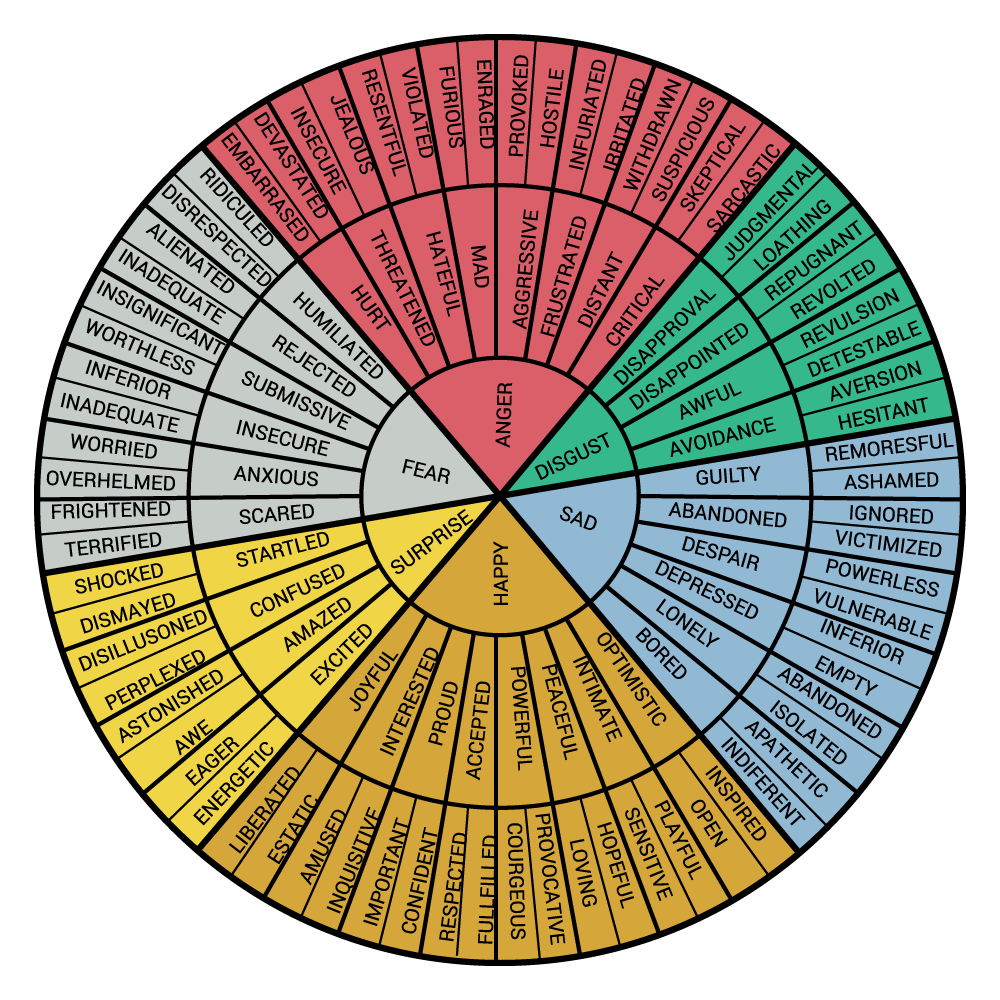 ANGER
DISGUST
SAD
HAPPY
SURPRISE
FEAR
HURT
THREATENED
HATEFUL
MAD
AGGRESSIVE
FRUSTRATED
DISTANT
CRITICAL
DISAPPROVAL
DISAPPOINTED
AWFUL
AVOIDANCE
GUILTY
ABANDONED
DESPAIR
DEPRESSED
LONELY
BORED
OPTIMISTIC
INTIMATE
PEACEFUL
POWERFUL
ACCEPTED
PROUD
INTERESTED
JOYFUL
EXCITED
AMAZED
CONFUSED
STARTLED
SCARED
ANXIOUS
INSECURE
SUBMISSIVE
REJECTED
HUMILIATED
EMBARRASED
DEVASTATED
INSECURE
JEALOUS
RESENTFUL
VIOLATED
FURIOUS
ENRAGED
PROVOKED
HOSTILE
INFURIATED
IRRITATED
WITHDRAWN
SUSPICIOUS
SKEPTICAL
SARCASTIC
JUDGMENTAL
LOATHING
REPUGNANT
REVOLTED
REVULSION
DETESTABLE
AVERSION
HESITANT
REMORESFUL
ASHAMED
IGNORED
VICTIMIZED
POWERLESS
VULNERABLE
INFERIOR
EMPTY
ABANDONED
ISOLATED
APATHETIC
INDIFERENT
INSPIRED
OPEN
PLAYFUL
SENSITIVE
HOPEFUL
LOVING
PROVOCATIVE
COURGEOUS
FULLFEILLED
RESPECTED
CONFIDENT
IMPORTANT
INQUISITIVE
AMUSED
ESTATIC
LIBERATED
ENERGETIC
EAGER
AWE
ASTONISHED
PERPLEXED
DISILLUSONED
DISMAYED
SHOCKED
TERRIFIED
FRIGHTENED
OVERHELMED
WORRIED
INADEQUATE
INFERIOR
WORTHLESS
INSIGNIFICANT
INADEQUATE
ALIENATED
DISRESPECTED
RIDICULED